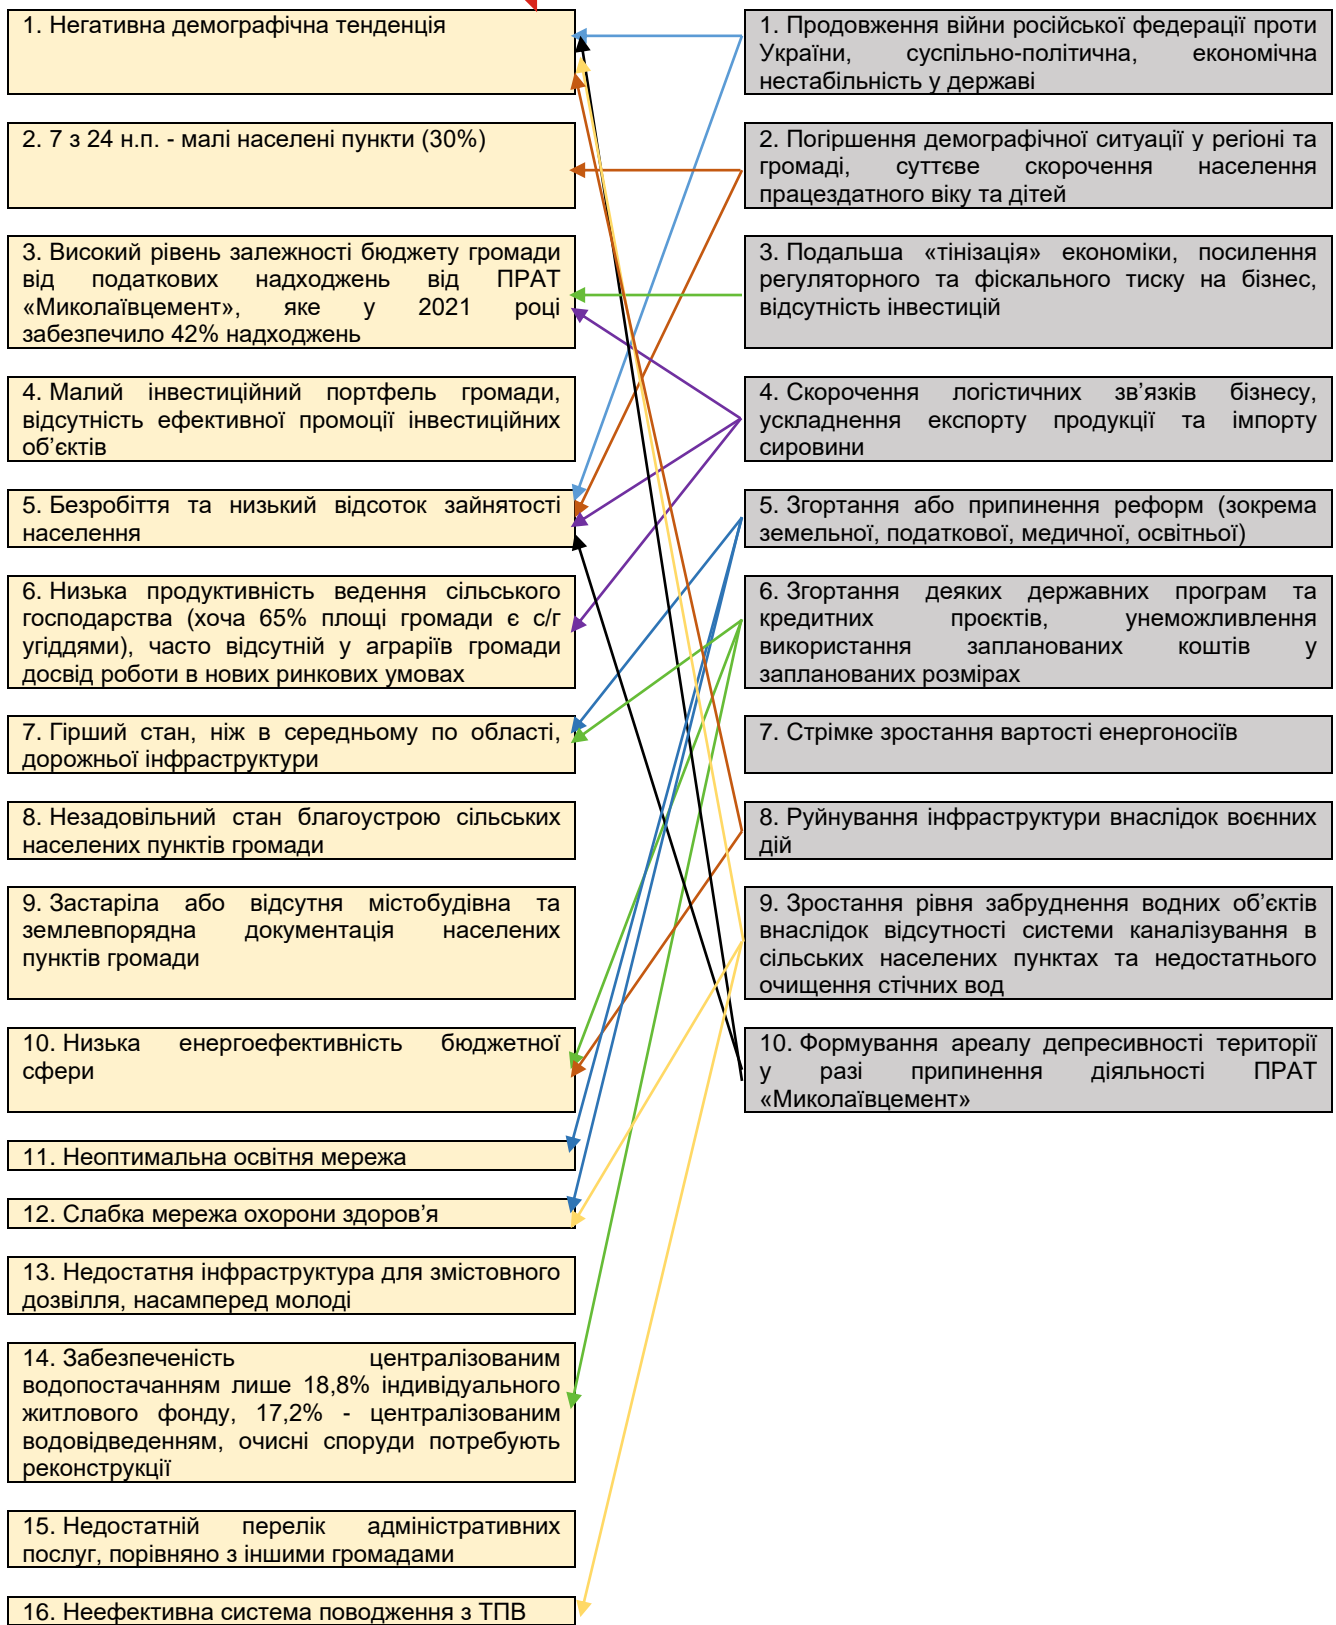 1. Негативна демографічна тенденція
2. 7 з 24 н.п. - малі населені пункти (30%)
3. Високий рівень залежності бюджету громади
від податкових надходжень від ПРАТ
«Миколаївцемент», яке у 2021 році
забезпечило 42% надходжень
4. Малий інвестиційний портфель громади,
відсутність ефективної промоції інвестиційних
об’єктів
5. Безробіття та низький відсоток зайнятості
населення
6. Низька продуктивність ведення сільського
господарства (хоча 65% площі громади є с/г
угіддями), часто відсутній у аграріїв громади
досвід роботи в нових ринкових умовах
7. Гірший стан, ніж в середньому по області,
дорожньої інфраструктури
8. Незадовільний стан благоустрою сільських
населених пунктів громади
9. Застаріла або відсутня містобудівна та
землевпорядна документація населених
пунктів громади
10. Низька енергоефективність бюджетної
сфери
11. Неоптимальна освітня мережа
12. Слабка мережа охорони здоров’я
13. Недостатня інфраструктура для змістовного
дозвілля, насамперед молоді
14. Забезпеченість централізованим
водопостачанням лише 18,8% індивідуального
житлового фонду, 17,2% - централізованим
водовідведенням, очисні споруди потребують
реконструкції
15. Недостатній перелік адміністративних
послуг, порівняно з іншими громадами
16. Неефективна система поводження з ТПВ
1. Продовження війни російської федерації проти
України, суспільно-політична, економічна
нестабільність у державі
2. Погіршення демографічної ситуації у регіоні та
громаді, суттєве скорочення населення
працездатного віку та дітей
3. Подальша «тінізація» економіки, посилення
регуляторного та фіскального тиску на бізнес,
відсутність інвестицій
4. Скорочення логістичних зв’язків бізнесу,
ускладнення експорту продукції та імпорту
сировини
5. Згортання або припинення реформ (зокрема
земельної, податкової, медичної, освітньої)
6. Згортання деяких державних програм та
кредитних проєктів, унеможливлення
використання запланованих коштів у
запланованих розмірах
7. Стрімке зростання вартості енергоносіїв
8. Руйнування інфраструктури внаслідок воєнних
дій
9. Зростання рівня забруднення водних об’єктів
внаслідок відсутності системи каналізування в
сільських населених пунктах та недостатнього
очищення стічних вод
10. Формування ареалу депресивності території
у разі припинення діяльності ПРАТ
«Миколаївцемент»